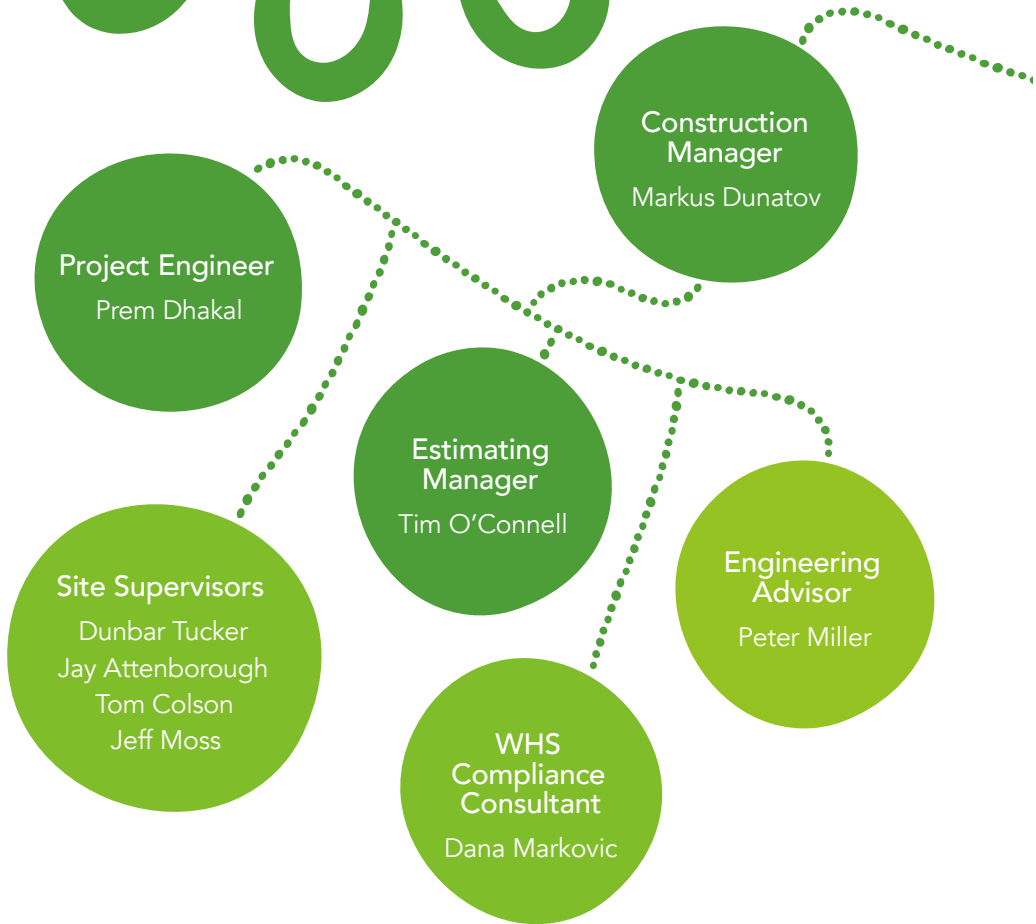 Construction
Manager
Markus Dunatov
Project Engineer
Prem Dhakal
Estimating
Manager
Tim O’Connell
Engineering
Advisor
Peter Miller
Site Supervisors
Dunbar Tucker
Jay Attenborough
Tom Colson
Jeff Moss
WHS
Compliance
Consultant
Dana Markovic